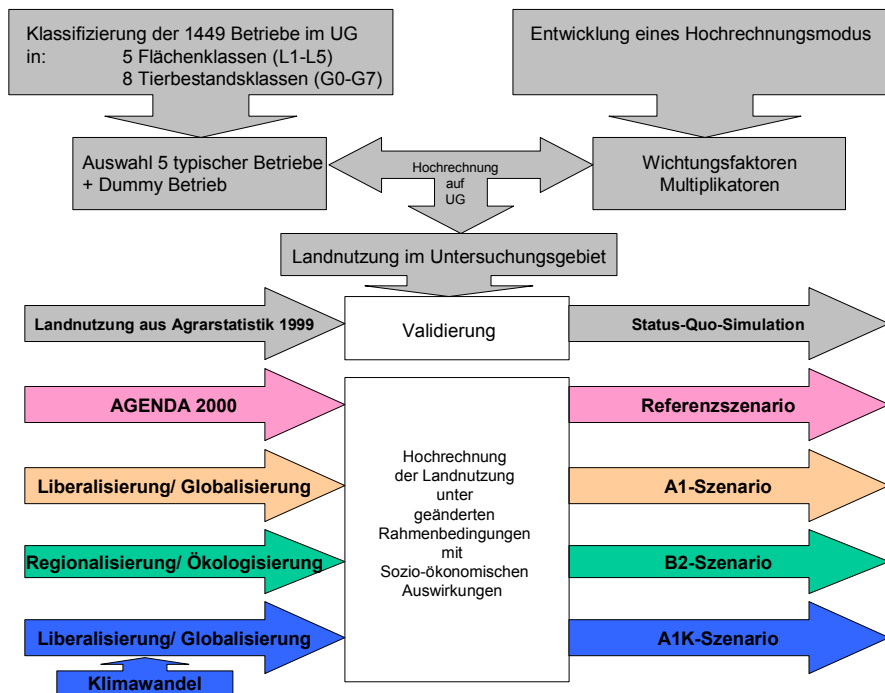 Klassifizierung der 1449 Betriebe im UG
in: 5 Flächenklassen (L1-L5)
8 Tierbestandsklassen (G0-G7)
Entwicklung eines Hochrechnungsmodus
Auswahl 5 typischer Betriebe
+ Dummy Betrieb
Hochrechnung
auf
UG
Wichtungsfaktoren
Multiplikatoren
Landnutzung im Untersuchungsgebiet
Landnutzung aus Agrarstatistik 1999
Validierung
Status-Quo-Simulation
AGENDA 2000
Referenzszenario
Hochrechnung
der Landnutzung
unter
geänderten
Rahmenbedingungen
mit
Sozio-ökonomischen
Auswirkungen
Liberalisierung/ Globalisierung
A1-Szenario
Regionalisierung/ Ökologisierung
B2-Szenario
Liberalisierung/ Globalisierung
A1K-Szenario
Klimawandel